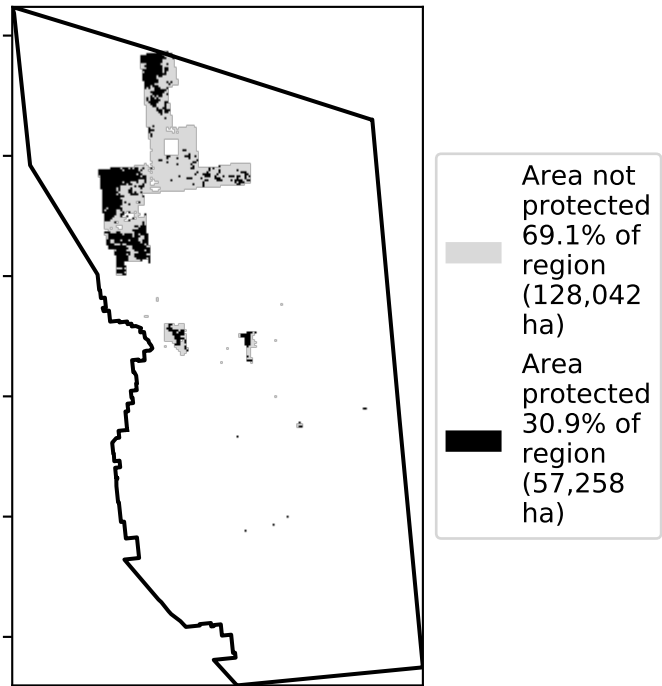 Area not
protected
69.1% of
region
(128,042
ha)
Area
protected
30.9% of
region
(57,258
ha)